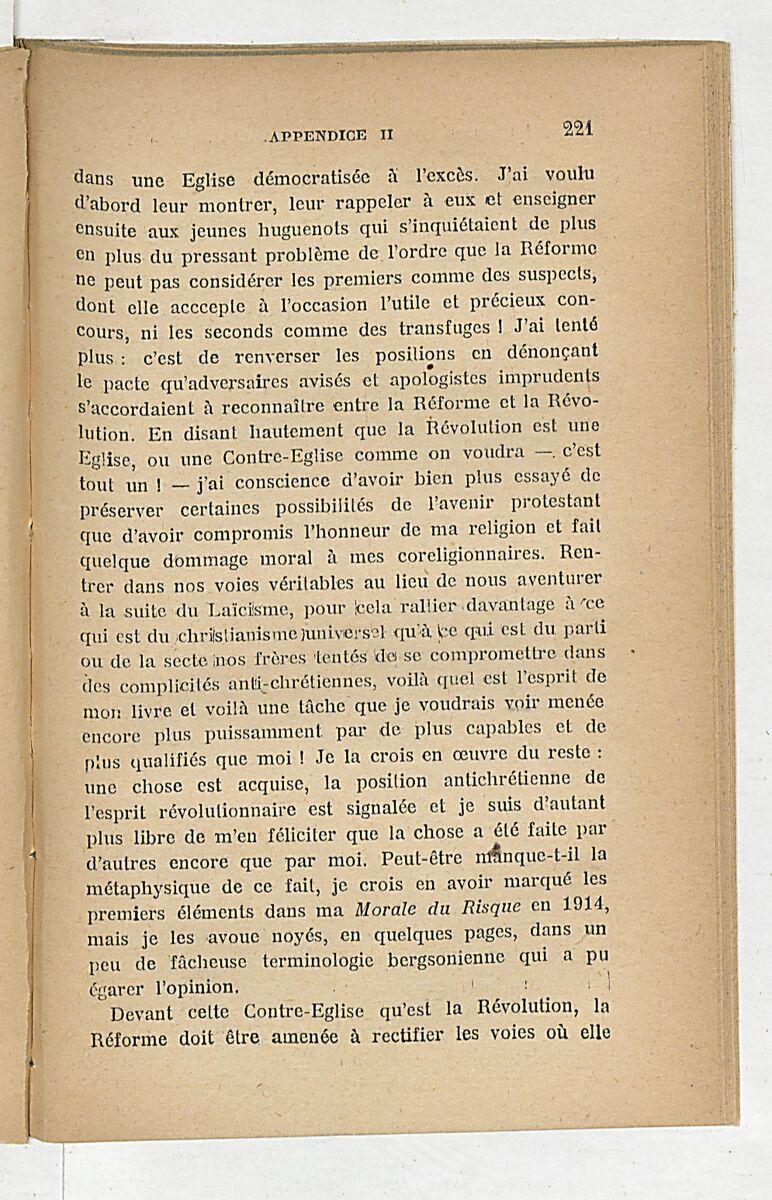 APPENDICE II 221
dans une Eglise démocratisée à l'excès. J'ai voulu
d'abord leur montrer, leur rappeler à eux et enseigner
ensuite aux jeunes huguenots qui s'inquiétaient de plus
en plus du pressant problème de l'ordre que la Réforme
ne peut pas considérer les premiers comme des suspects,
dont elle acccepte à l'occasion l'utile et précieux con-
cours, ni les seconds comme des transfuges ! J'ai tenté
plus : c'est de renverser les positions en dénonçant
le pacte qu'adversaires avisés et apologistes imprudents
s'accordaient à reconnaître entre la Réforme et la Révo-
lution. En disant hautement que la Révolution est une
Eglise, ou une Contre-Eglise comme on voudra —. c'est
tout un ! — j'ai conscience d'avoir bien plus essayé de
préserver certaines possibilités de l'avenir protestant
que d'avoir compromis l'honneur de ma religion et fait
quelque dommage moral à mes coreligionnaires. Ren-
trer dans nos voies véritables au lieu de nous aventurer
à la suite du Laïcisme, pour cela rallier davantage à ce
qui est du christianisme universel qu'à ce qui est du parti
ou de la secte nos frères tentés de se compromettre dans
des complicités anti-chrétiennes, voilà quel est l'esprit de
mon livre et voilà une tâche que je voudrais voir menée
encore plus puissamment par de plus capables et de
plus qualifiés que moi ! Je la crois en œuvre du reste :
une chose est acquise, la position antichrétienne de
l'esprit révolutionnaire est signalée et je suis d'autant
plus libre de m'en féliciter que la chose a été faite par
d'autres encore que par moi. Peut-être manque-t-il la
métaphysique de ce fait, je crois en avoir marqué les
premiers éléments dans ma Morale du Risque en 1914,
mais je les avoue noyés, en quelques pages, dans un
peu de fâcheuse terminologie bergsonienne qui a pu
égarer l'opinion.
Devant cette Contre-Eglise qu'est la Révolution, la
Réforme doit être amenée à rectifier les voies où elle